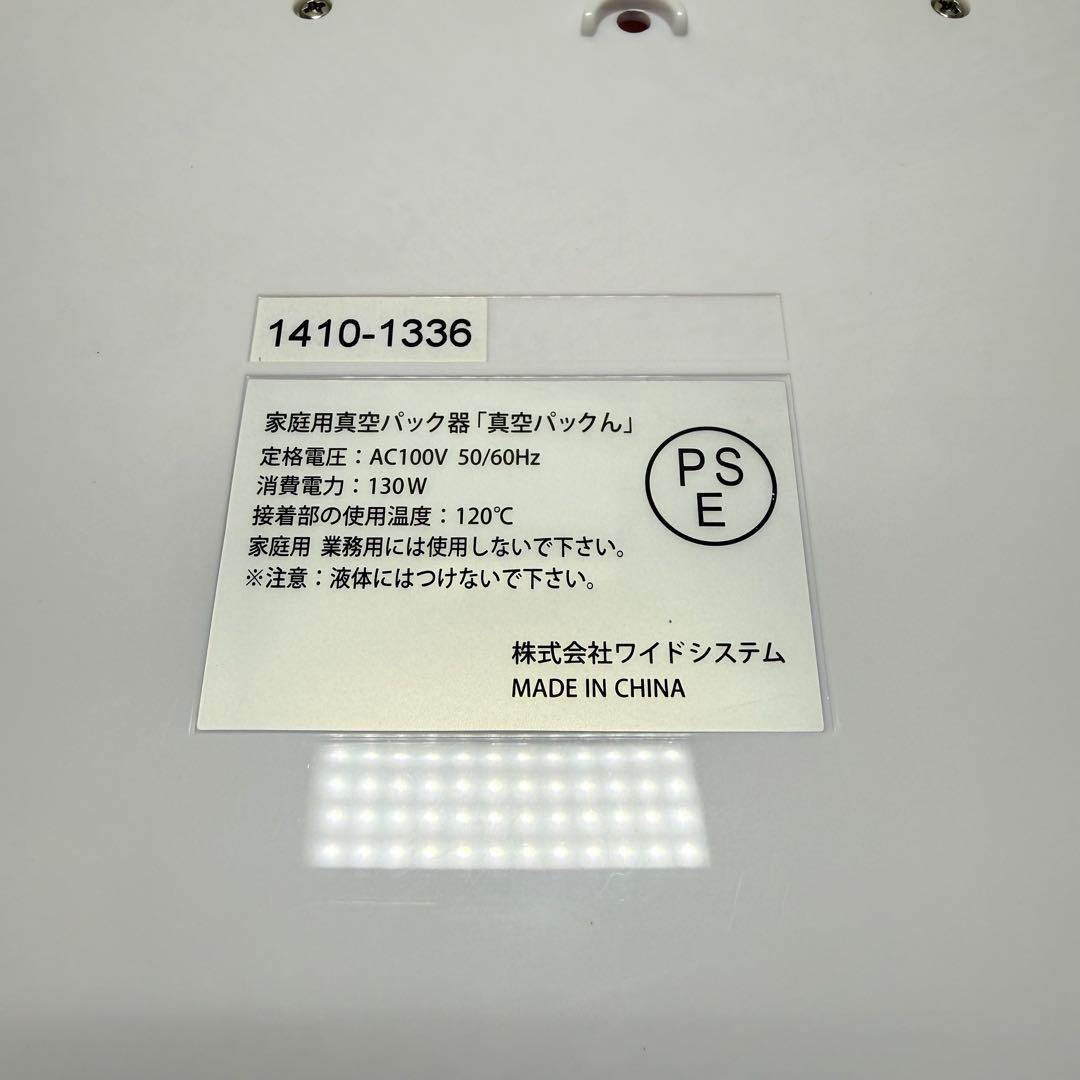 1410-1336
家庭用真空パック器「真空パックん」
定格電圧：AC100V 50/60Hz
消費電力：130W
接着部の使用温度：120℃
家庭用 業務用には使用しないで下さい。
※注意：液体にはつけないで下さい。
PS
E
株式会社ワイドシステム
MADE IN CHINA